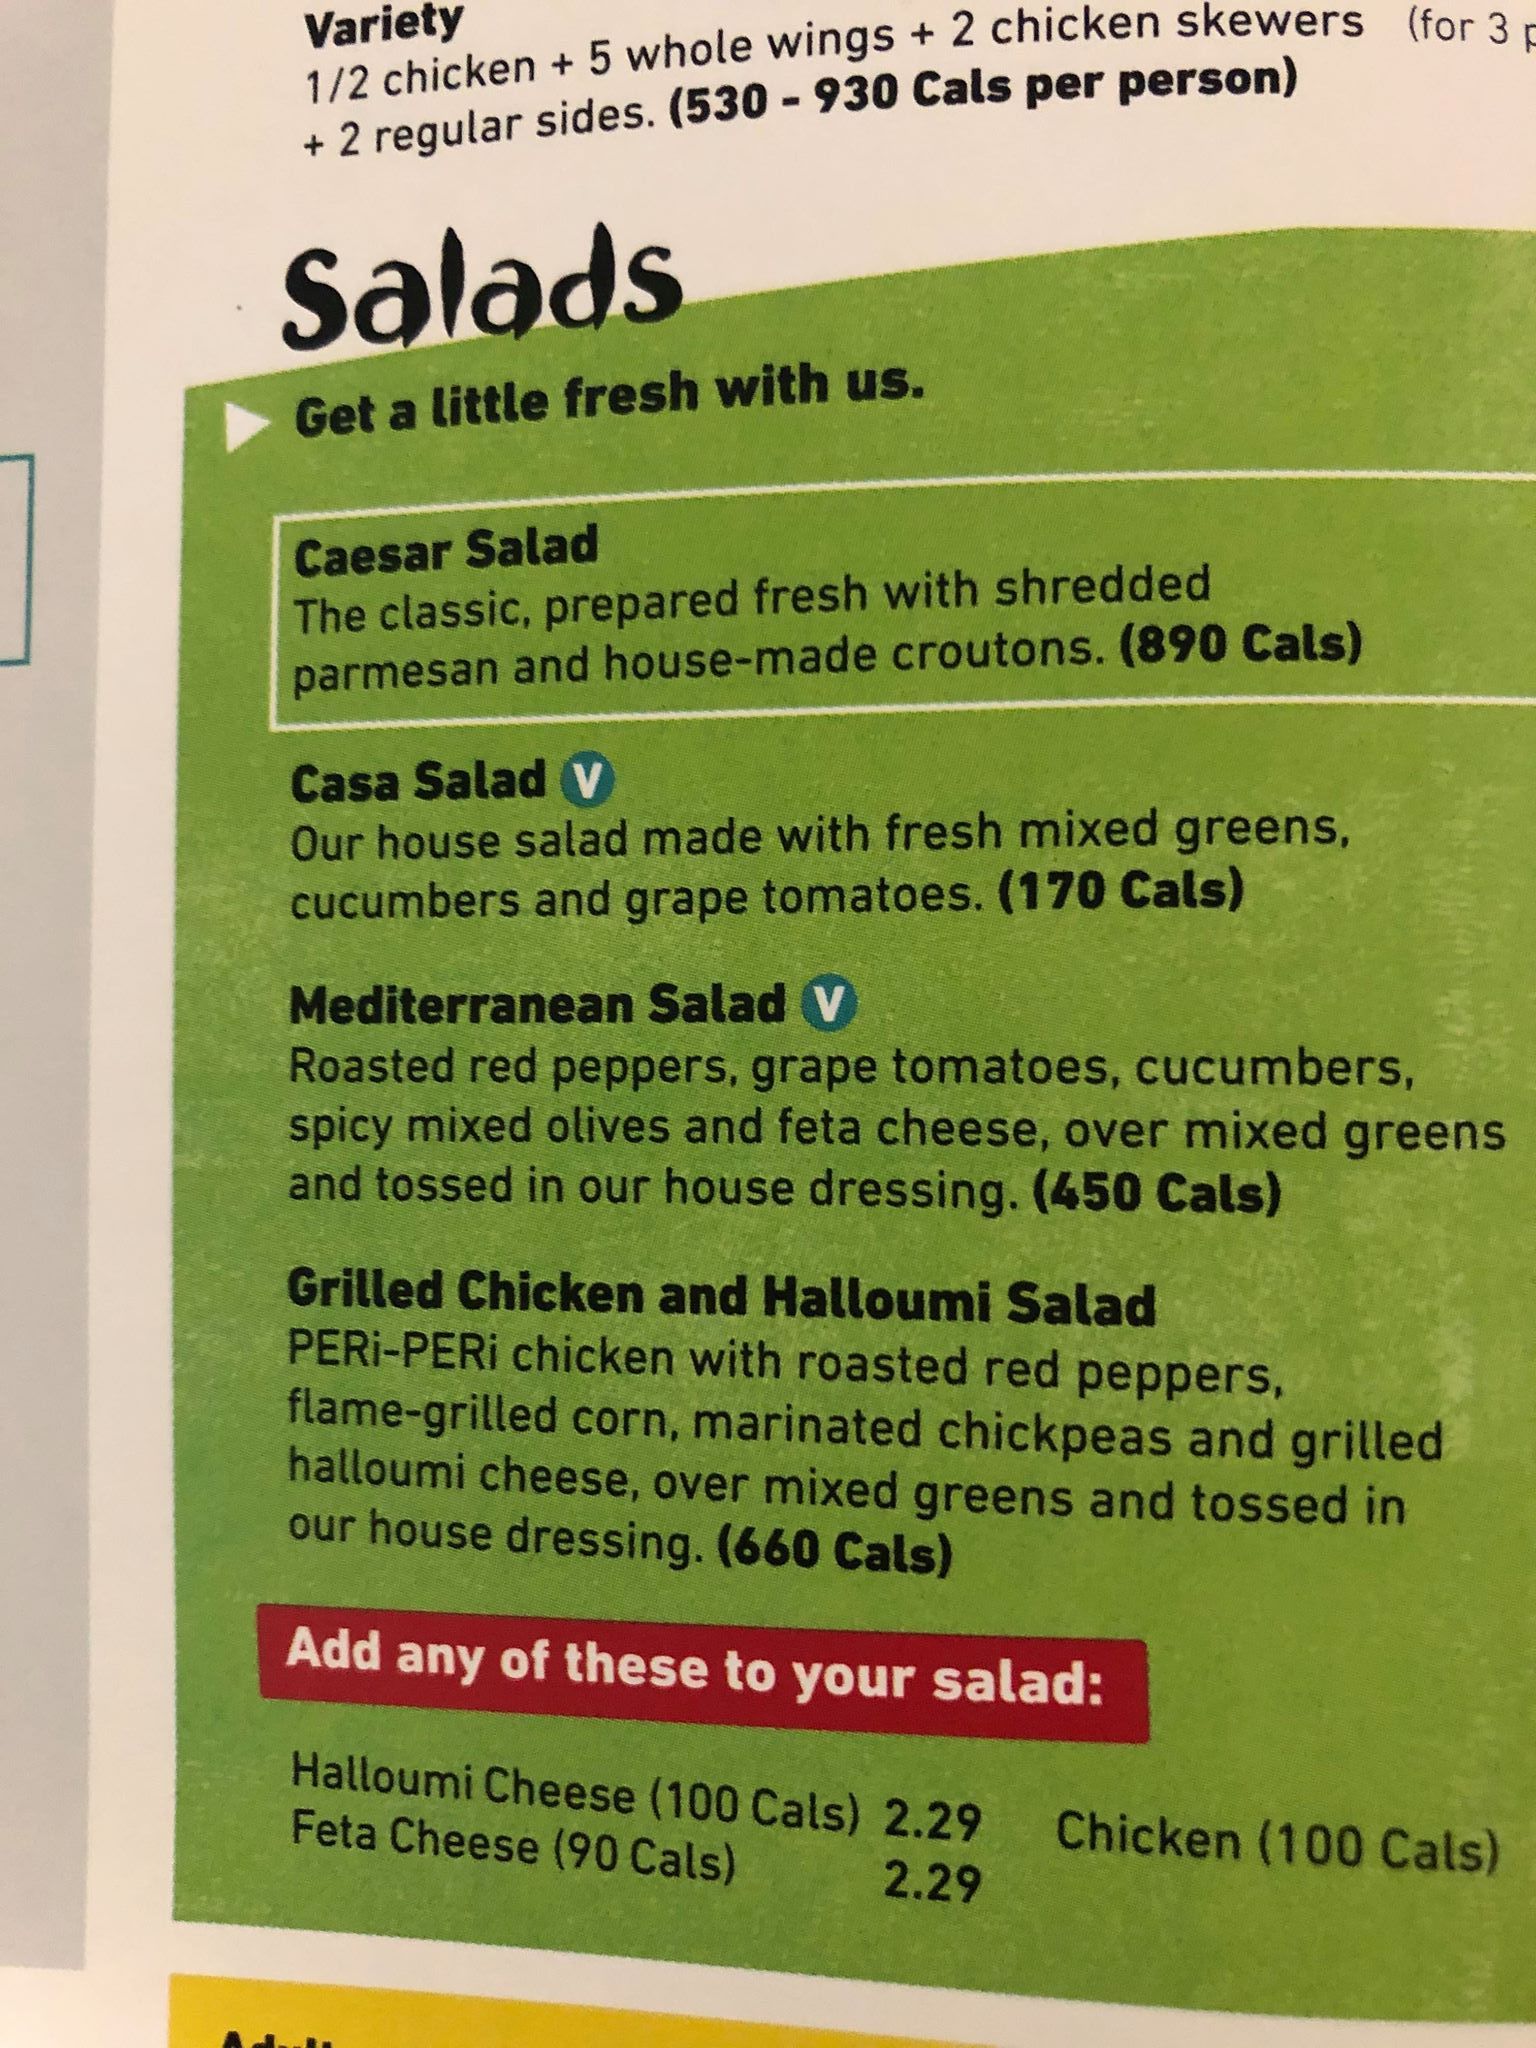 Variety
1/2 chicken + 5 whole wings + 2 chicken skewers (for 3
+ 2 regular sides. (530 - 930 Cals per person)
Salads
Get a little fresh with us.
Caesar Salad
The classic, prepared fresh with shredded
parmesan and house-made croutons. (890 Cals)
Casa Salad V
Our house salad made with fresh mixed greens,
cucumbers and grape tomatoes. (170 Cals)
Mediterranean Salad V
Roasted red peppers, grape tomatoes, cucumbers,
spicy mixed olives and feta cheese, over mixed greens
and tossed in our house dressing. (450 Cals)
Grilled Chicken and Halloumi Salad
PERi-PERi chicken with roasted red peppers,
flame-grilled corn, marinated chickpeas and grilled
halloumi cheese, over mixed greens and tossed in
our house dressing. (660 Cals)
Add any of these to your salad:
Halloumi Cheese (100 Cals) 2.29 Chicken (100 Cals)
Feta Cheese (90 Cals) 2.29